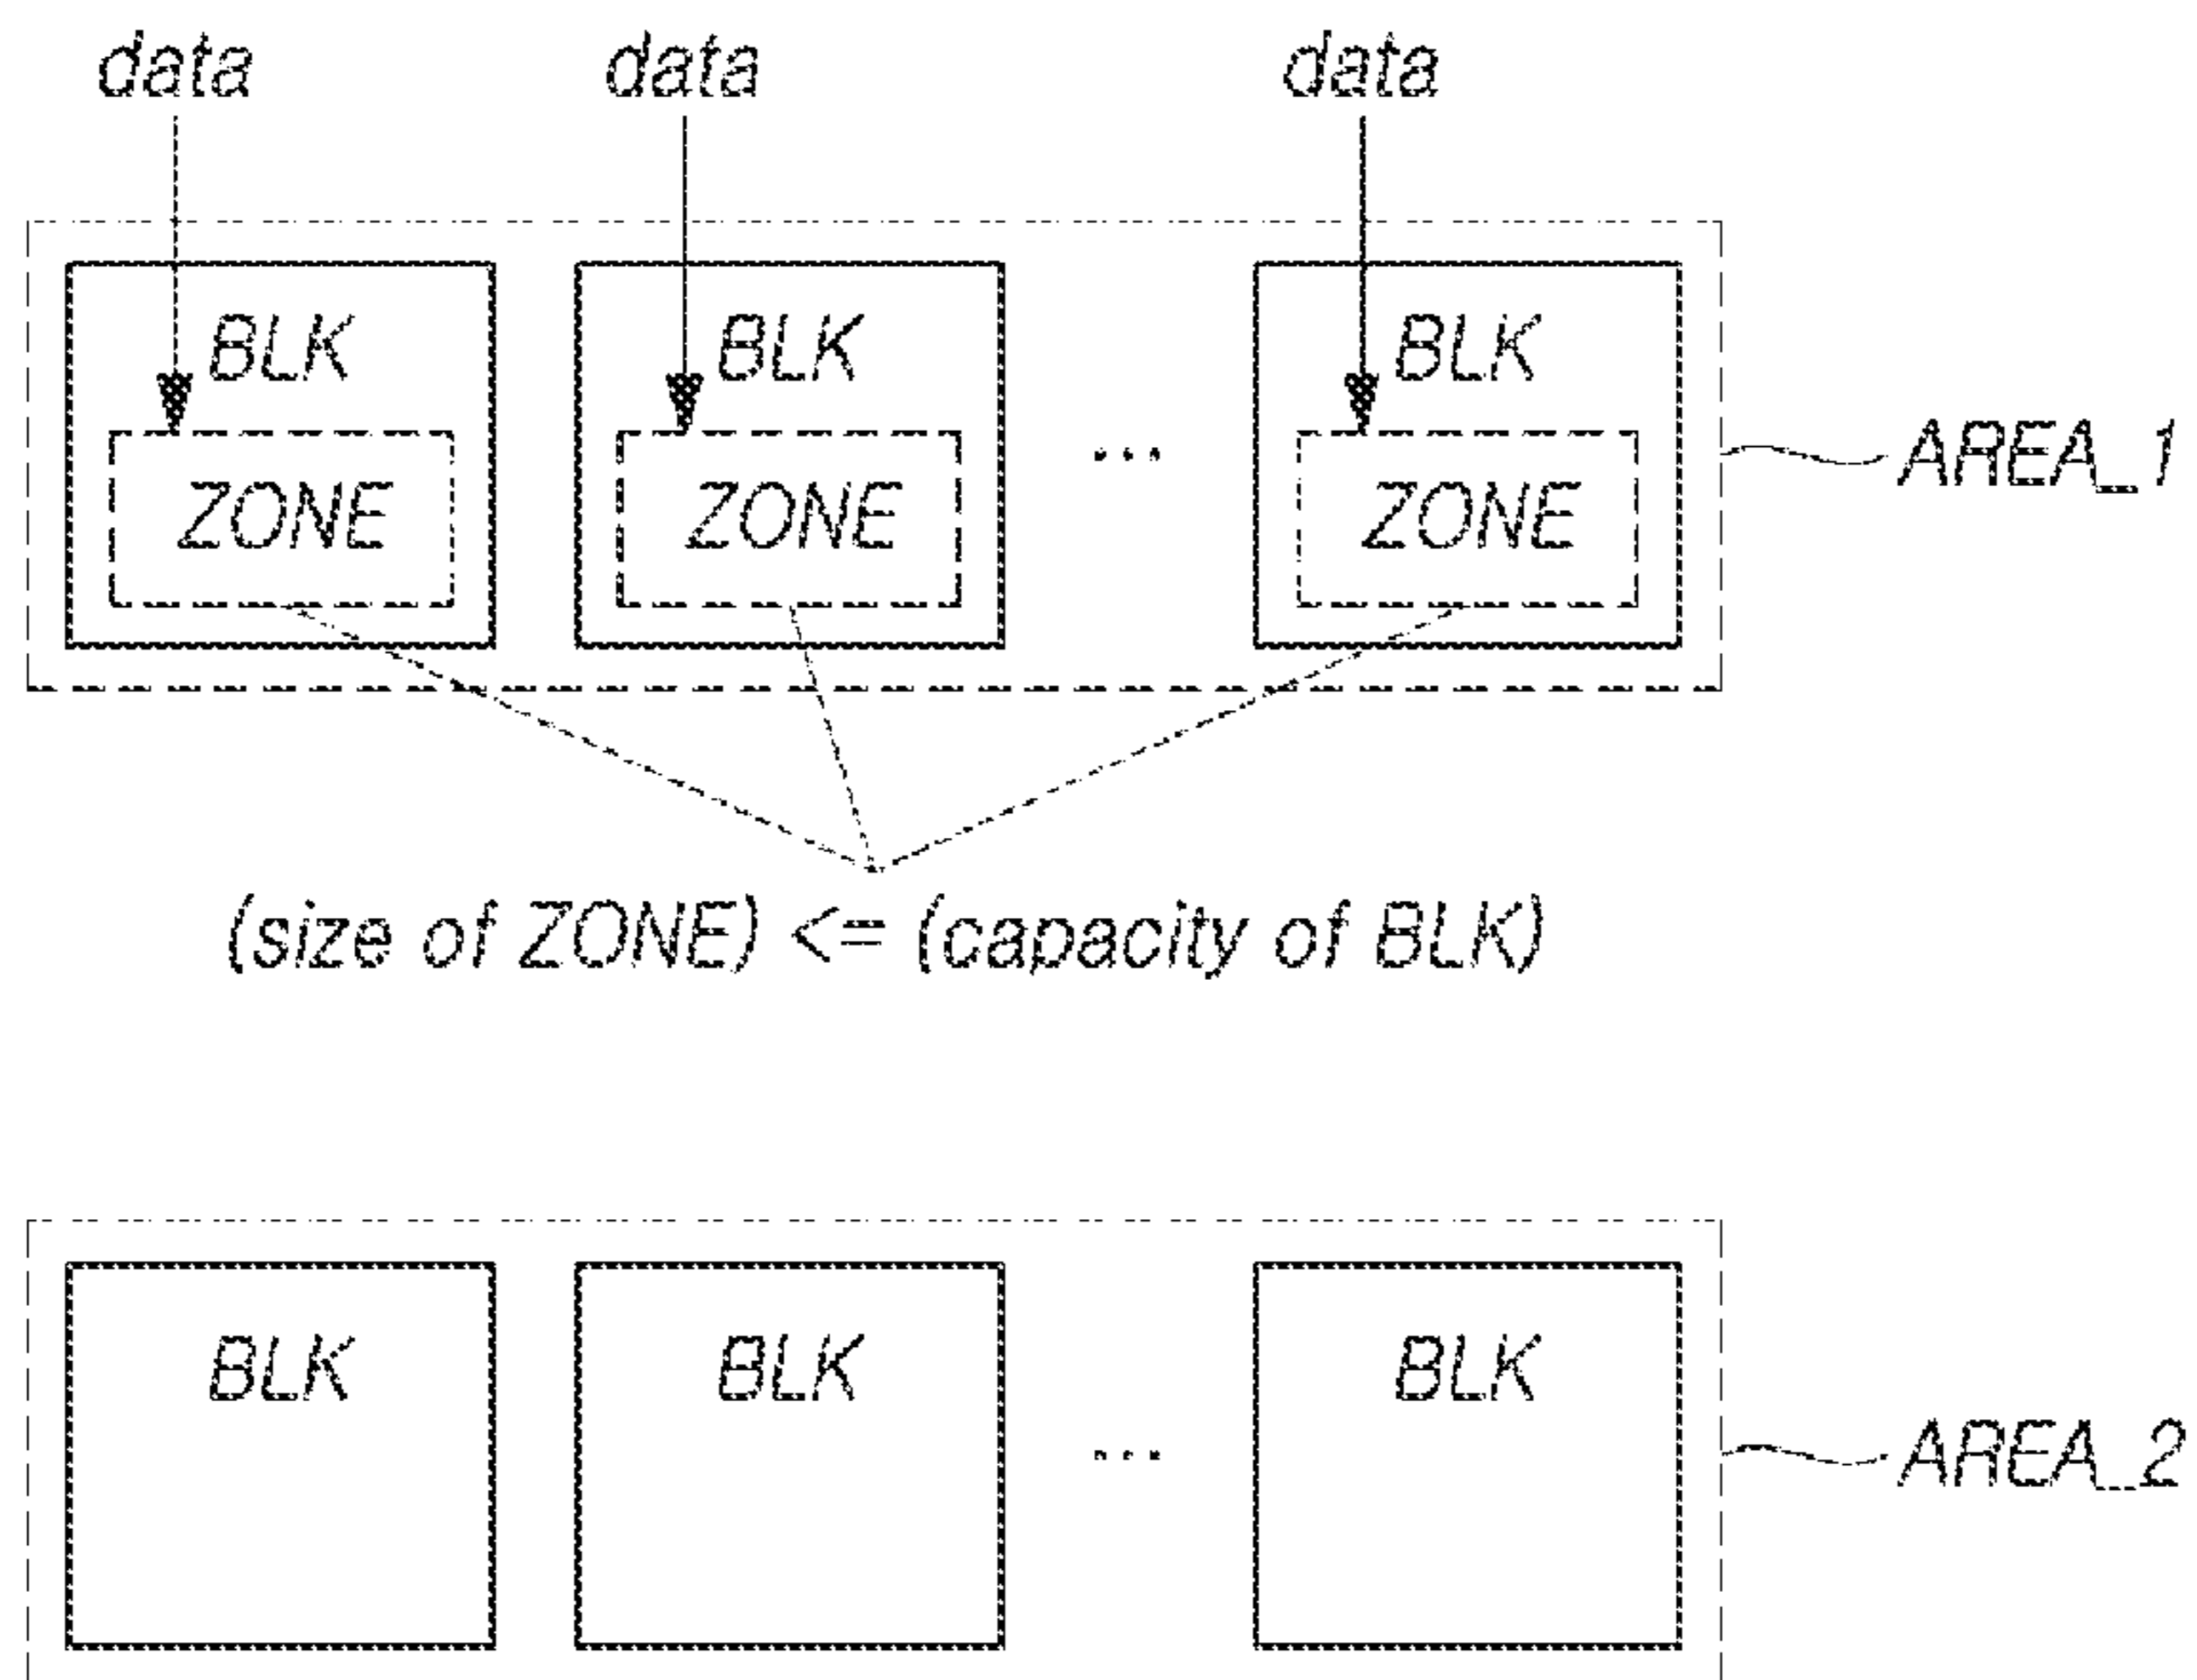 data data data
BLK BLK BLK
ZONE ZONE ... ZONE AREA_1
(size of ZONE) <= (capacity of BLK)
BLK BLK BLK
... AREA_2